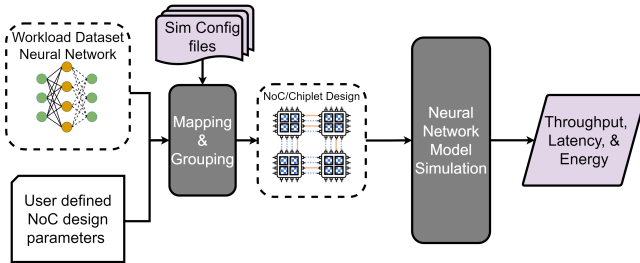 Workload Dataset
Neural Network
Sim Config
files
Mapping
&
Grouping
NoC/Chiplet Design
Neural
Network
Model
Simulation
Throughput,
Latency, &
Energy
User defined
NoC design
parameters